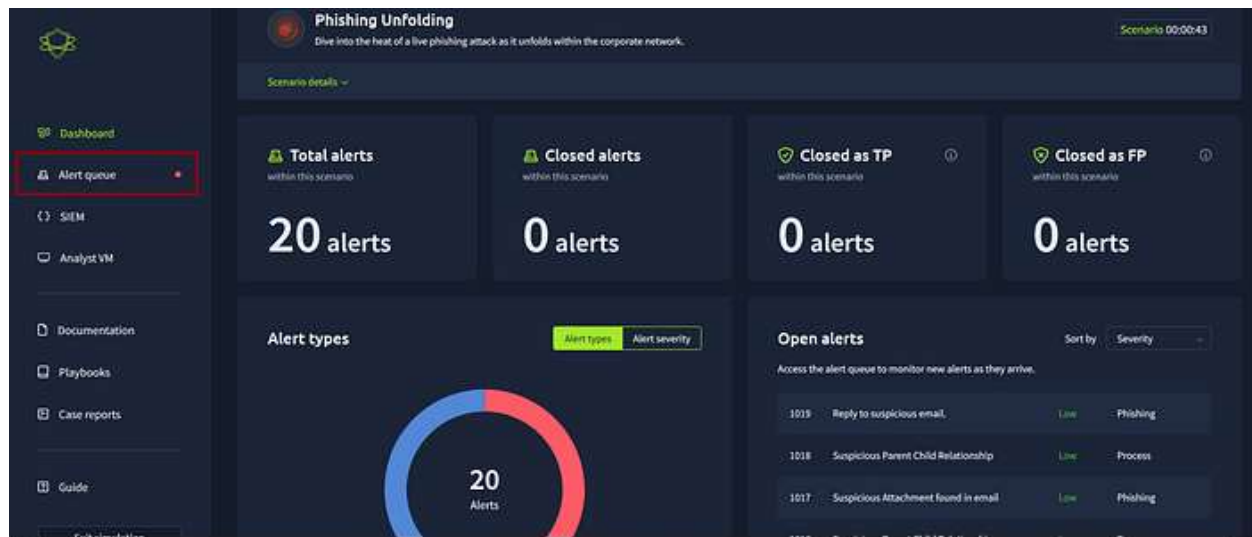 Phishing Unfolding
Dive into the heat of a live phishing attack as it unfolds within the corporate network.
Scenario 00:00:43
Scenario details
Dashboard
Alert queue
SIEM
Analyst VM
Documentation
Playbooks
Case reports
Guide
Exit simulation
Total alerts
within this scenario
20 alerts
Closed alerts
within this scenario
0 alerts
Closed as TP
within this scenario
0 alerts
Closed as FP
within this scenario
0 alerts
Alert types
Alert types Alert severity
20
Alerts
Open alerts
Sort by Severity
Access the alert queue to monitor new alerts as they arrive.
1019 Reply to suspicious email. Low Phishing
1018 Suspicious Parent Child Relationship Low Process
1017 Suspicious Attachment found in email Low Phishing